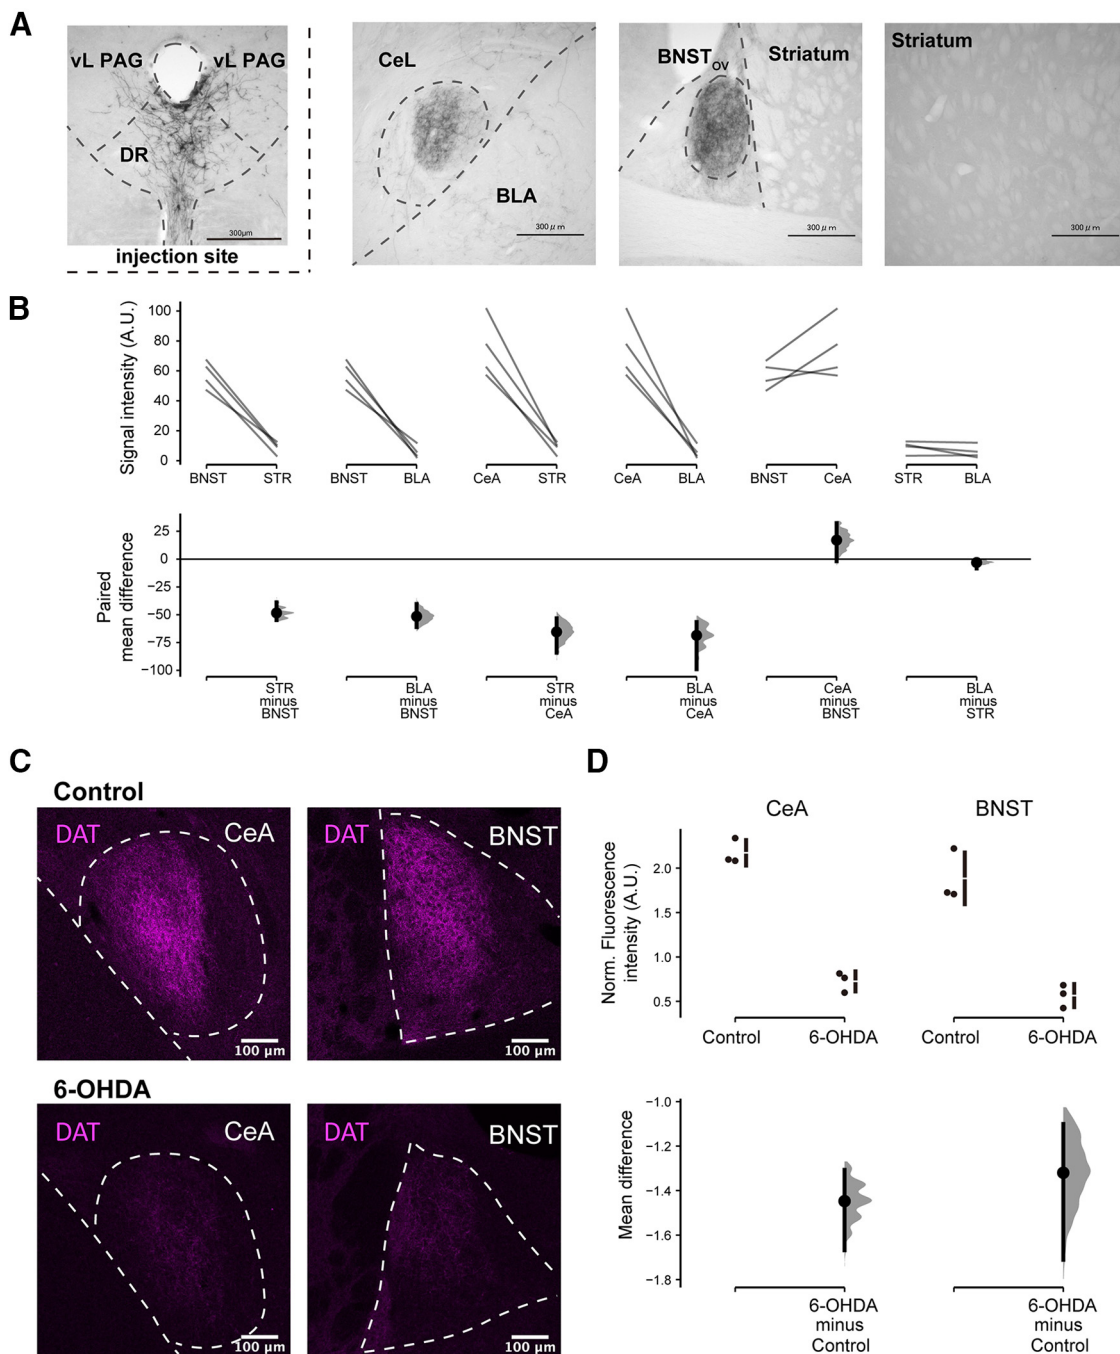 A
vL PAG
vL PAG
DR
300μm
injection site
CeL
BLA
300μm
BNSTov
Striatum
300μm
Striatum
300μm
B
Signal intensity (A.U.)
100
80
60
40
20
0
BNST STR
BNST BLA
CeA STR
CeA BLA
BNST CeA
STR BLA
Paired
mean difference
25
0
−25
−50
−75
−100
STR
minus
BNST
BLA
minus
BNST
STR
minus
CeA
BLA
minus
CeA
CeA
minus
BNST
BLA
minus
STR
C
Control
DAT
CeA
100 μm
DAT
BNST
100 μm
6-OHDA
DAT
CeA
100 μm
DAT
BNST
100 μm
D
CeA
BNST
Norm. Fluorescence
intensity (A.U.)
2.0
1.5
1.0
0.5
Control
6-OHDA
Control
6-OHDA
Mean difference
−1.0
−1.2
−1.4
−1.6
−1.8
6-OHDA
minus
Control
6-OHDA
minus
Control